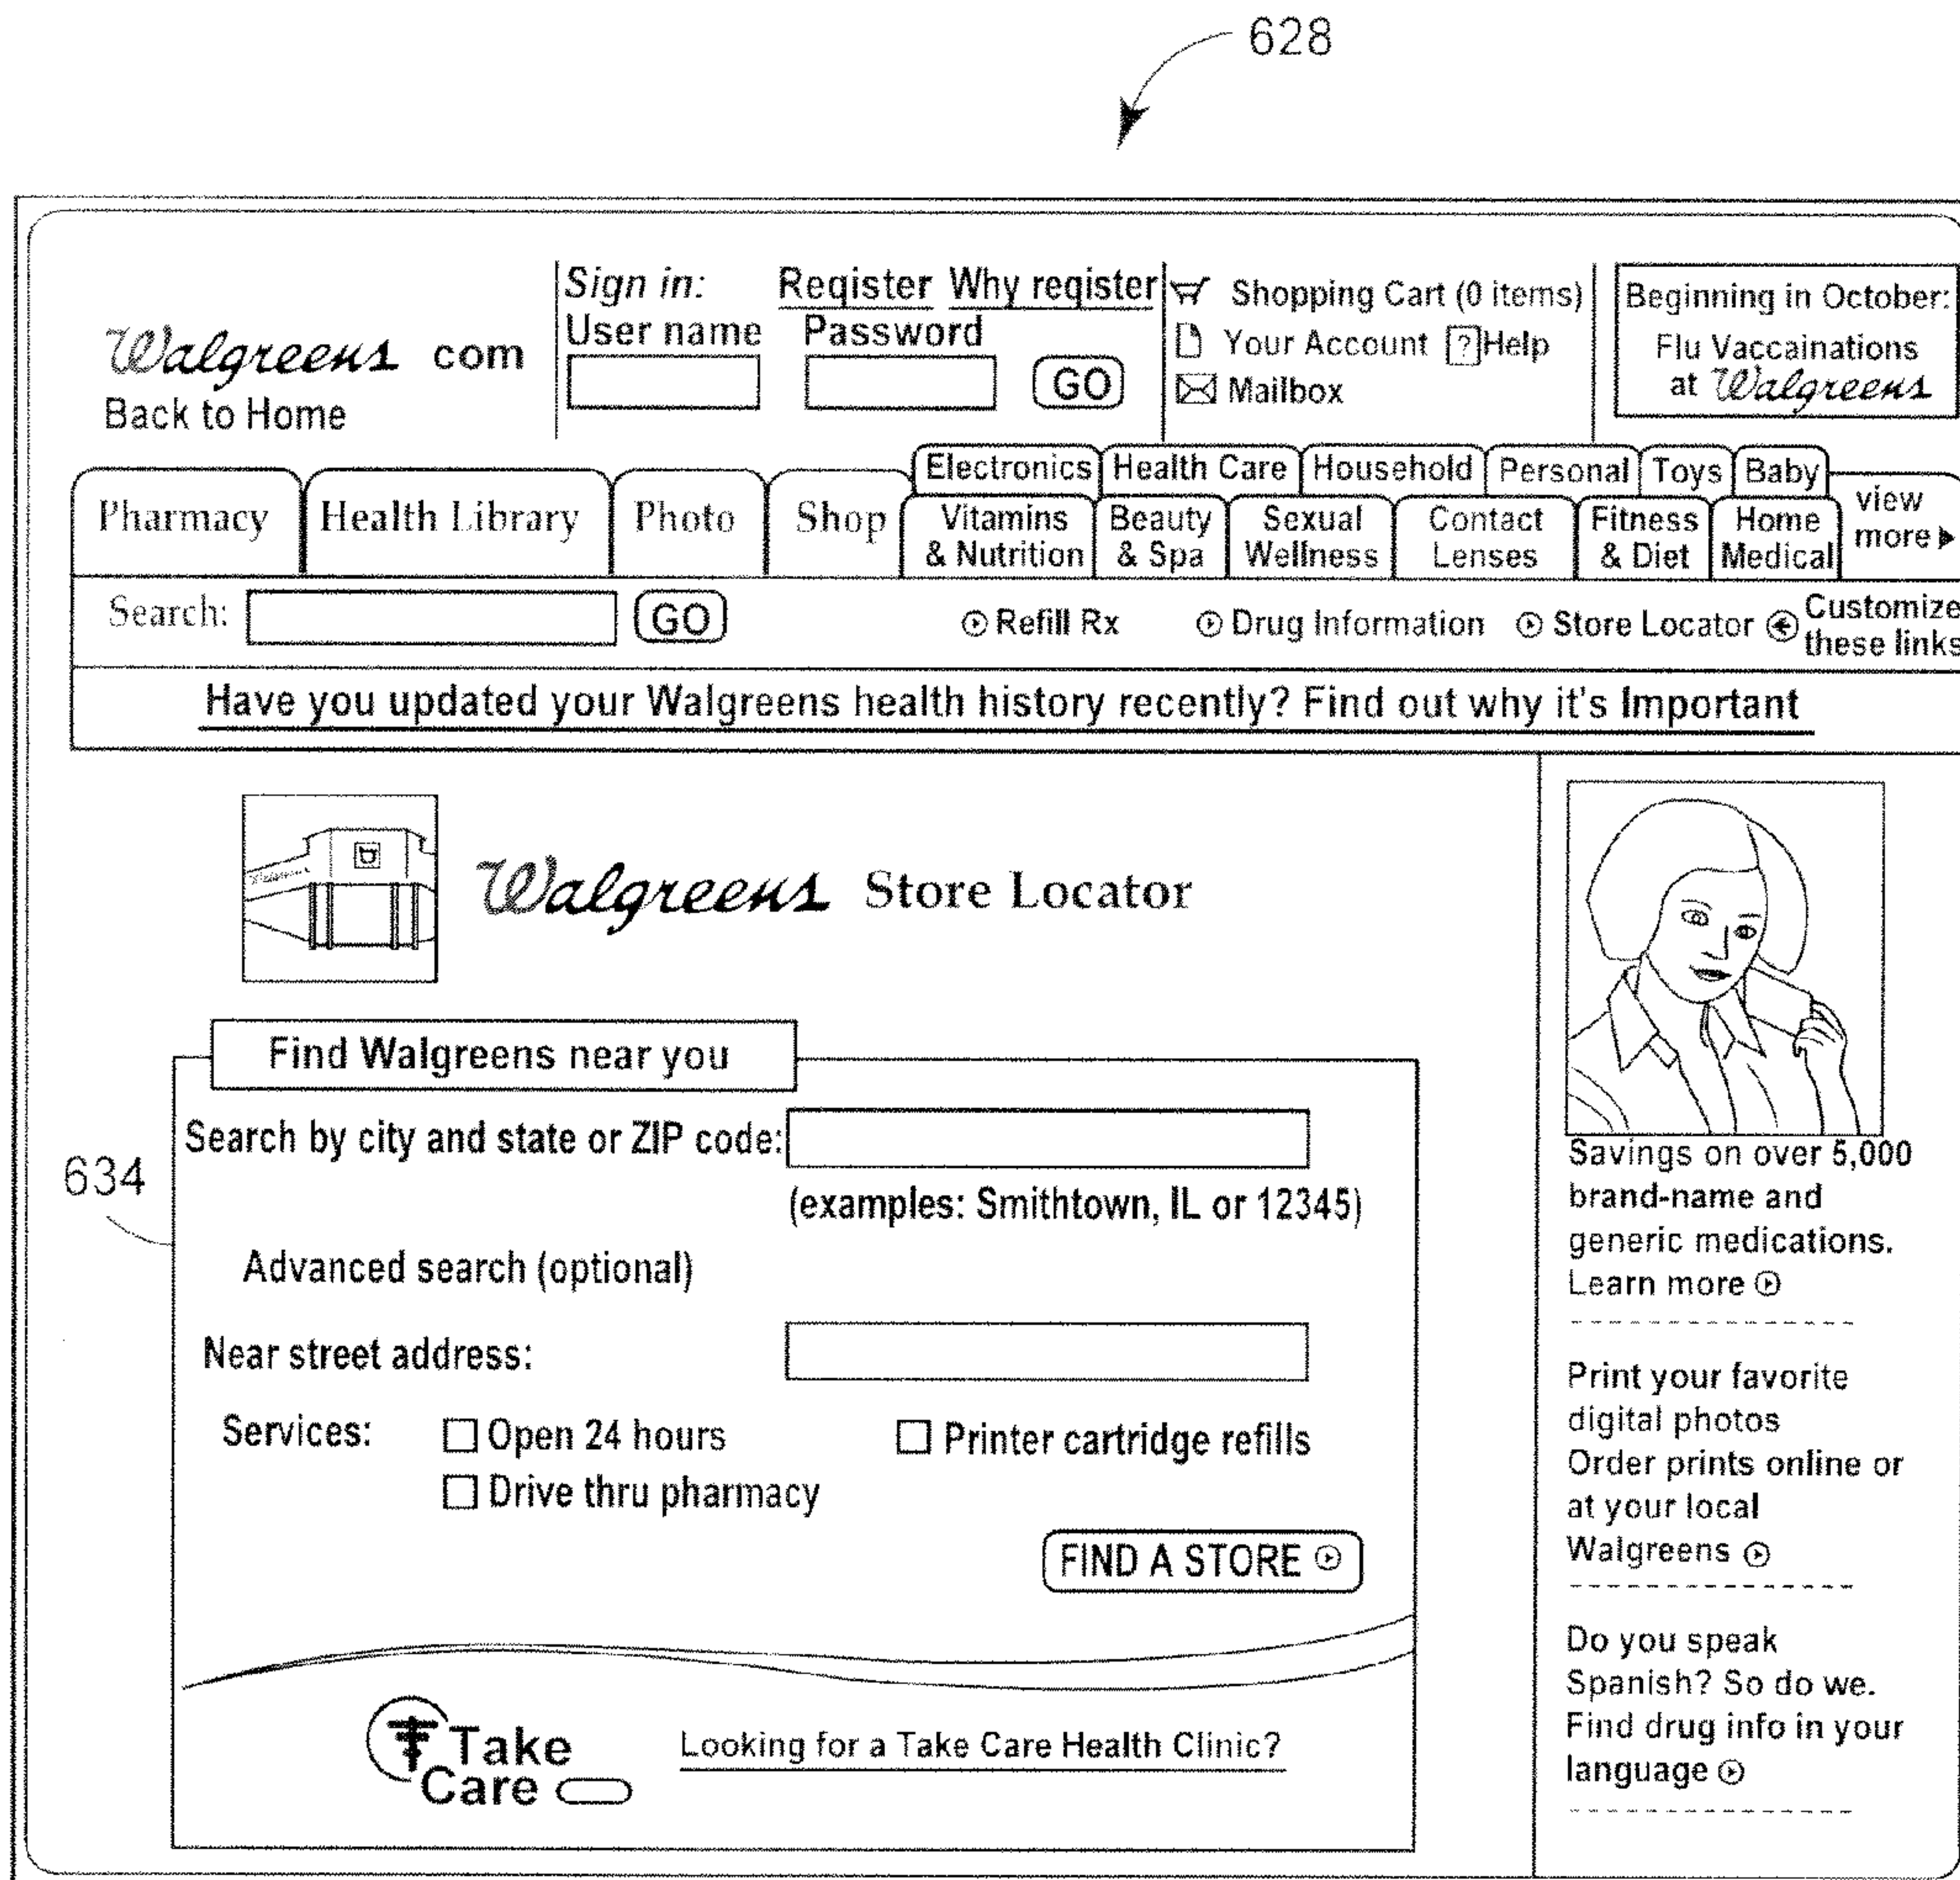 628
Walgreens com
Back to Home
Sign in: Register Why register
User name Password
GO
Shopping Cart (0 items)
Your Account ? Help
Mailbox
Beginning in October:
Flu Vaccainations
at Walgreens
Pharmacy Health Library Photo Shop
Electronics Health Care Household Personal Toys Baby
Vitamins & Nutrition Beauty & Spa Sexual Wellness Contact Lenses Fitness & Diet Home Medical
view more
Search: GO Refill Rx Drug Information Store Locator Customize these links
Have you updated your Walgreens health history recently? Find out why it's Important
Walgreens Store Locator
Find Walgreens near you
634
Search by city and state or ZIP code:
(examples: Smithtown, IL or 12345)
Advanced search (optional)
Near street address:
Services: Open 24 hours Printer cartridge refills
Drive thru pharmacy
FIND A STORE
Take
Care
Looking for a Take Care Health Clinic?
Savings on over 5,000
brand-name and
generic medications.
Learn more
Print your favorite
digital photos
Order prints online or
at your local
Walgreens
Do you speak
Spanish? So do we.
Find drug info in your
language